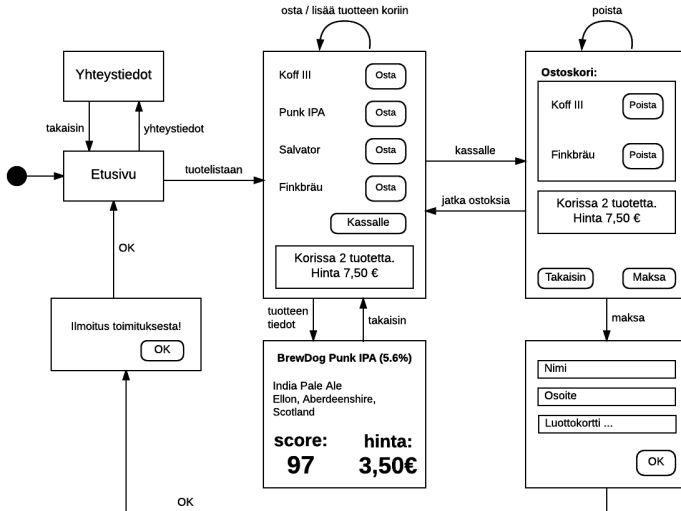 osta / lisää tuotteen koriin
poista
Yhteystiedot
takaisin
yhteystiedot
Etusivu
tuotelistaan
Koff III
Osta
Punk IPA
Osta
Salvator
Osta
Finkbräu
Osta
Kassalle
Korissa 2 tuotetta.
Hinta 7,50 €
kassalle
jatka ostoksia
Ostoskori:
Koff III
Poista
Finkbräu
Poista
Korissa 2 tuotetta.
Hinta 7,50 €
Takaisin
Maksa
OK
Ilmoitus toimituksesta!
OK
tuotteen
tiedot
takaisin
maksa
BrewDog Punk IPA (5.6%)
India Pale Ale
Ellon, Aberdeenshire,
Scotland
score:
hinta:
97
3,50€
Nimi
Osoite
Luottokortti ...
OK
OK